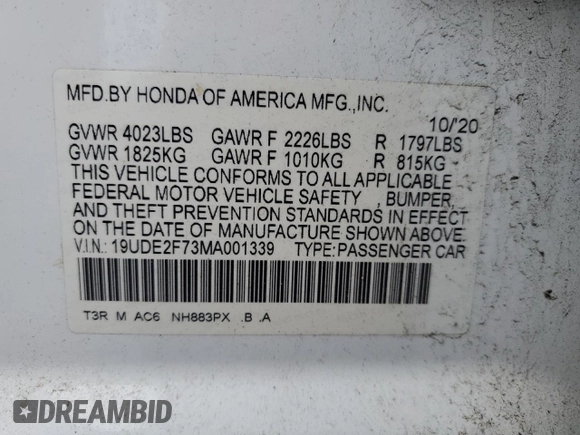 MFD.BY HONDA OF AMERICA MFG.,INC.
10/'20
GVWR 4023LBS GAWR F 2226LBS R 1797LBS
GVWR 1825KG GAWR F 1010KG R 815KG
THIS VEHICLE CONFORMS TO ALL APPLICABLE
FEDERAL MOTOR VEHICLE SAFETY , BUMPER,
AND THEFT PREVENTION STANDARDS IN EFFECT
ON THE DATE OF MANUFACTURE SHOWN ABOVE.
V.I.N.: 19UDE2F73MA001339 TYPE:PASSENGER CAR
T3R M AC6 NH883PX .B .A
DREAMBID